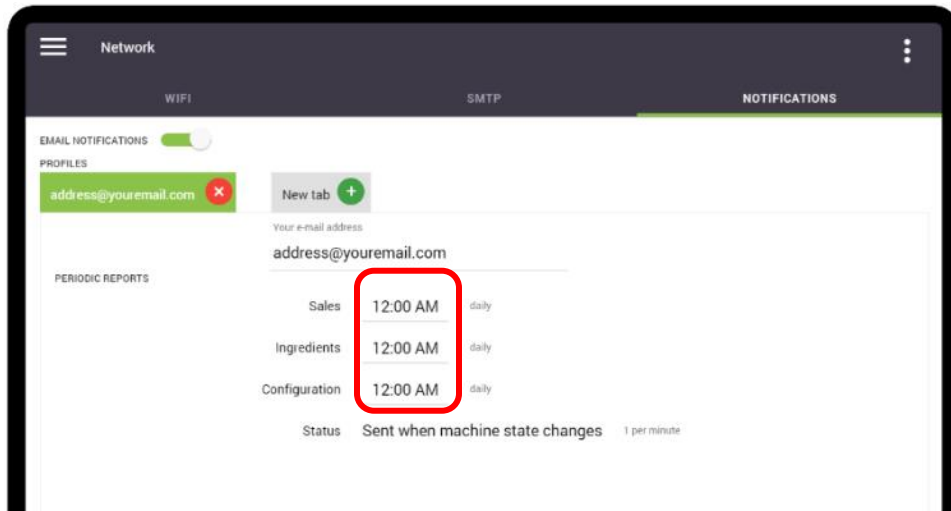 Network
WIFI SMTP NOTIFICATIONS
EMAIL NOTIFICATIONS
PROFILES
address@youremail.com New tab
Your e-mail address
address@youremail.com
PERIODIC REPORTS
Sales 12:00 AM daily
Ingredients 12:00 AM daily
Configuration 12:00 AM daily
Status Sent when machine state changes 1 per minute